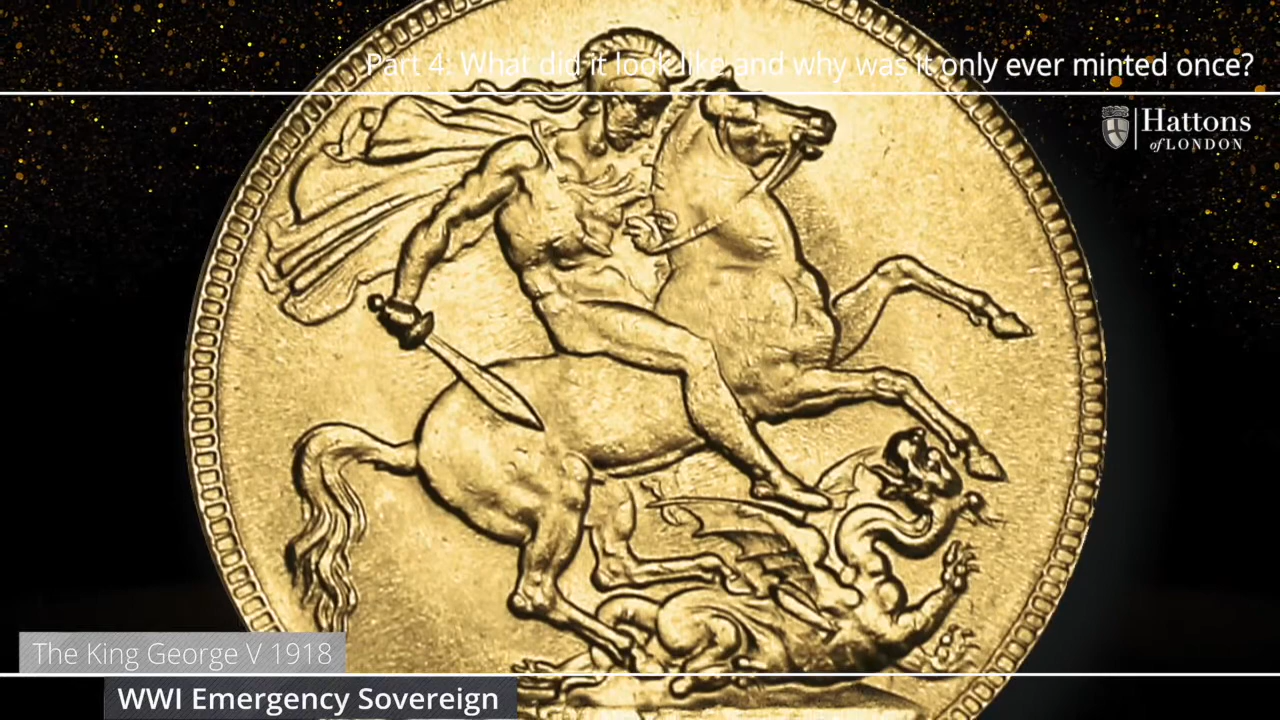 Part 4: What did it look like and why was it only ever minted once?
Hattons
of LONDON
The King George V 1918
WWI Emergency Sovereign